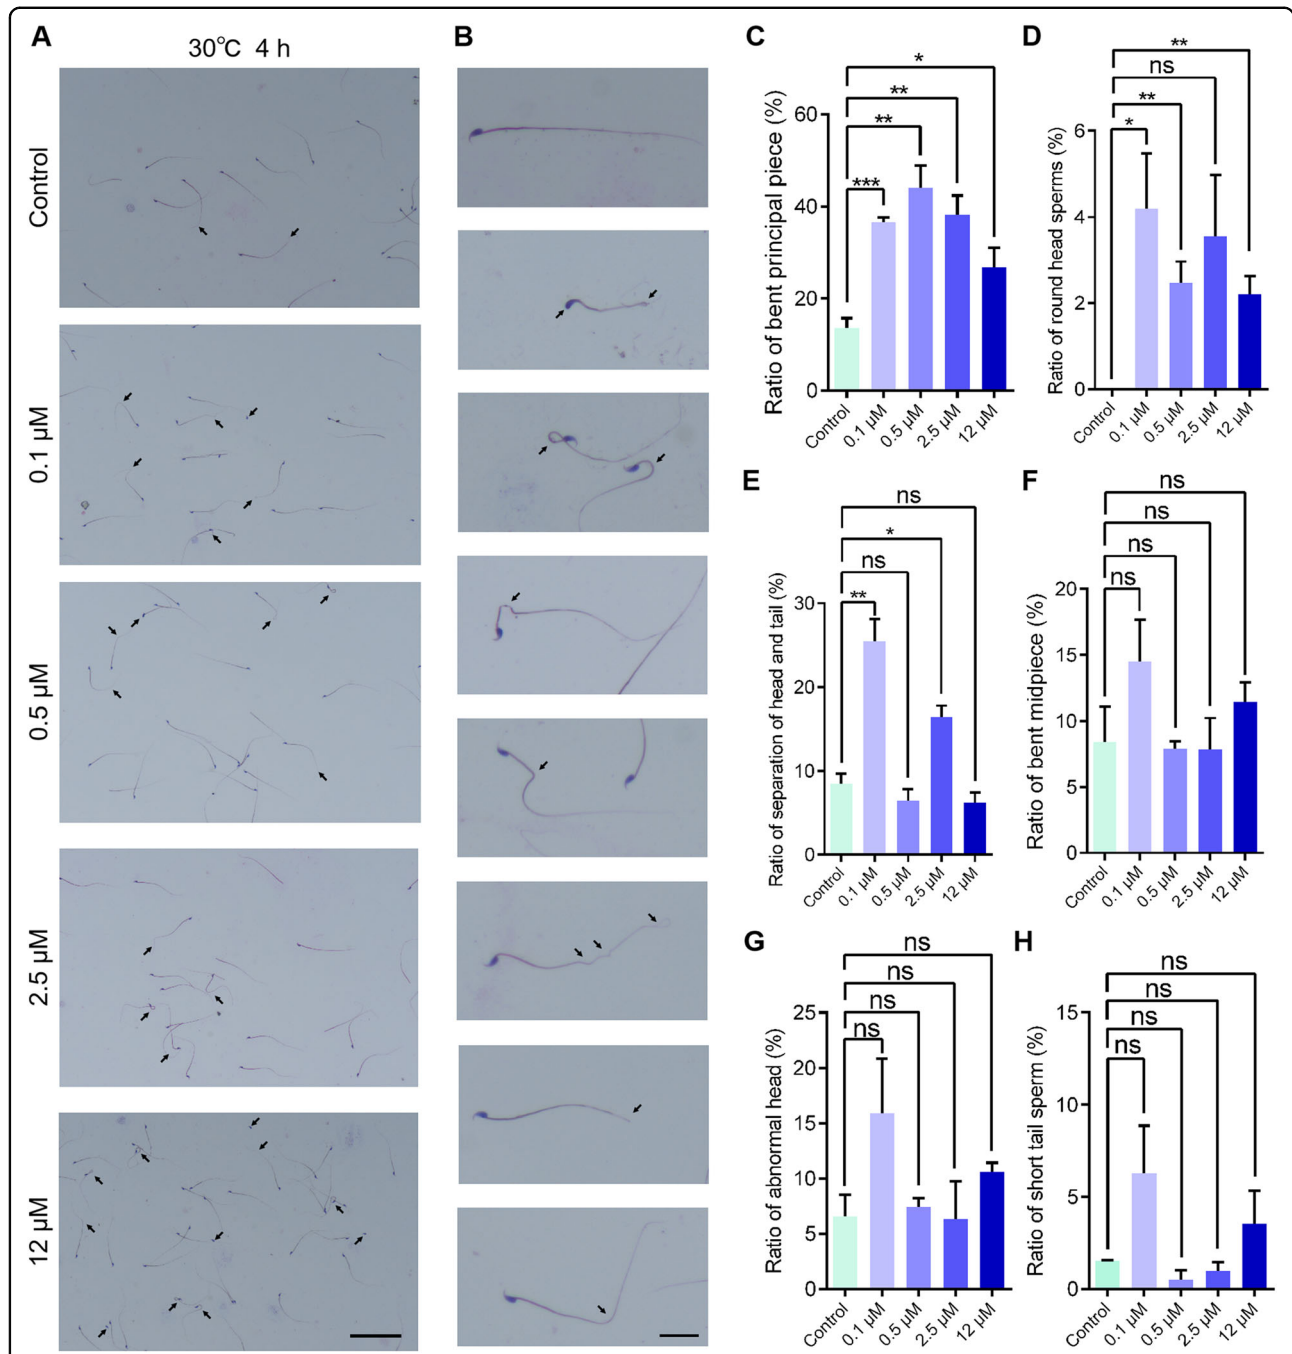 A
30℃ 4 h
Control
0.1 µM
0.5 µM
2.5 µM
12 µM
B
C
Ratio of bent principal piece (%)
60
40
20
0
***
**
**
*
Control
0.1 µM
0.5 µM
2.5 µM
12 µM
D
Ratio of round head sperms (%)
6
4
2
0
*
**
ns
**
Control
0.1 µM
0.5 µM
2.5 µM
12 µM
E
Ratio of separation of head and tail (%)
30
20
10
0
**
ns
*
ns
Control
0.1 µM
0.5 µM
2.5 µM
12 µM
F
Ratio of bent midpiece (%)
20
15
10
5
0
ns
ns
ns
ns
Control
0.1 µM
0.5 µM
2.5 µM
12 µM
G
Ratio of abnormal head (%)
25
20
15
10
5
0
ns
ns
ns
ns
Control
0.1 µM
0.5 µM
2.5 µM
12 µM
H
Ratio of short tail sperm (%)
15
10
5
0
ns
ns
ns
ns
Control
0.1 µM
0.5 µM
2.5 µM
12 µM